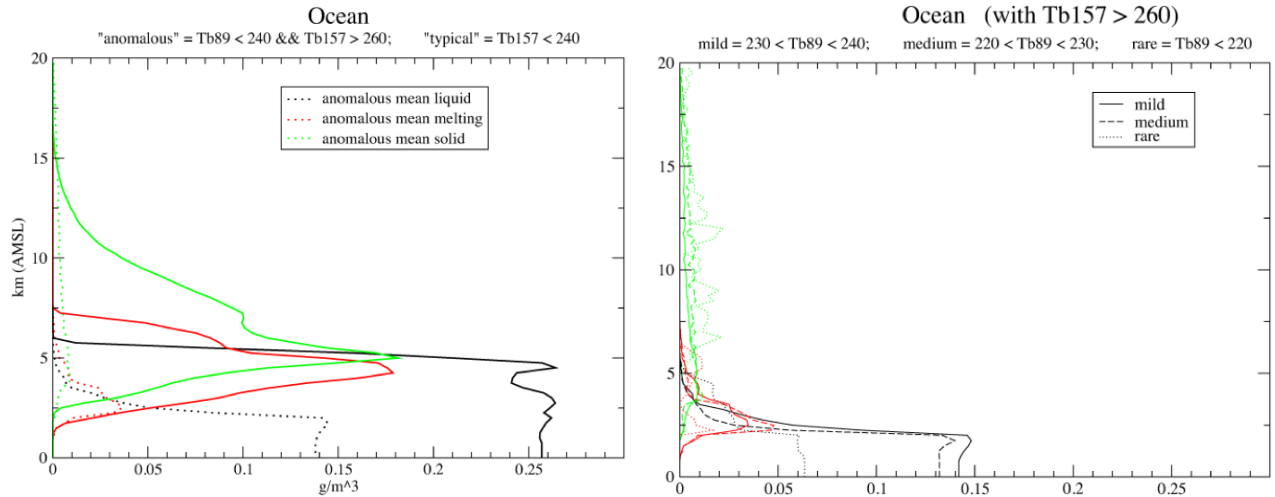 Ocean
"anomalous" = Tb89 < 240 && Tb157 > 260; "typical" = Tb157 < 240
20
15
10
5
0
km (AMSL)
anomalous mean liquid
anomalous mean melting
anomalous mean solid
0 0.05 0.1 0.15 0.2 0.25
g/m^3
Ocean (with Tb157 > 260)
mild = 230 < Tb89 < 240; medium = 220 < Tb89 < 230; rare = Tb89 < 220
20
15
10
5
0
mild
medium
rare
0 0.05 0.1 0.15 0.2 0.25